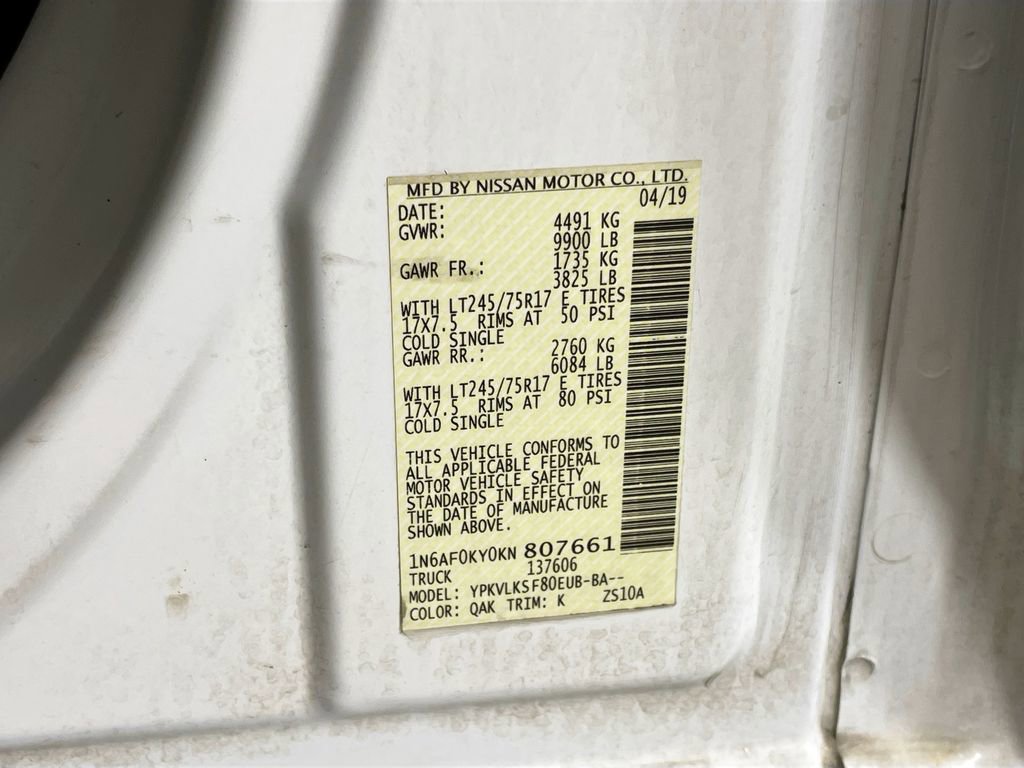 MFD BY NISSAN MOTOR CO., LTD.
DATE: 04/19
GVWR: 4491 KG
9900 LB
GAWR FR.: 1735 KG
3825 LB
WITH LT245/75R17 E TIRES
17X7.5 RIMS AT 50 PSI
COLD SINGLE
GAWR RR.: 2760 KG
6084 LB
WITH LT245/75R17 E TIRES
17X7.5 RIMS AT 80 PSI
COLD SINGLE
THIS VEHICLE CONFORMS TO
ALL APPLICABLE FEDERAL
MOTOR VEHICLE SAFETY
STANDARDS IN EFFECT ON
THE DATE OF MANUFACTURE
SHOWN ABOVE.
1N6AF0KY0KN 807661
TRUCK 137606
MODEL: YPKVLKSF80EUB-BA--
COLOR: QAK TRIM: K ZS10A